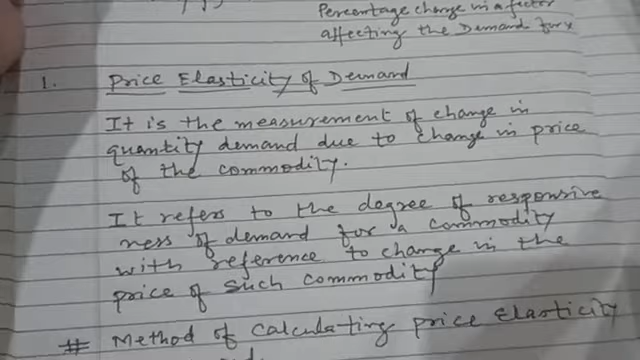 Percentage change in a factor
affecting the Demand for x
1. Price Elasticity of Demand
It is the measurement of change in
quantity demand due to change in price
of the commodity.
It refers to the degree of responsive
ness of demand for a commodity
with reference to change in the
price of such commodity
# Method of Calculating price Elasticity